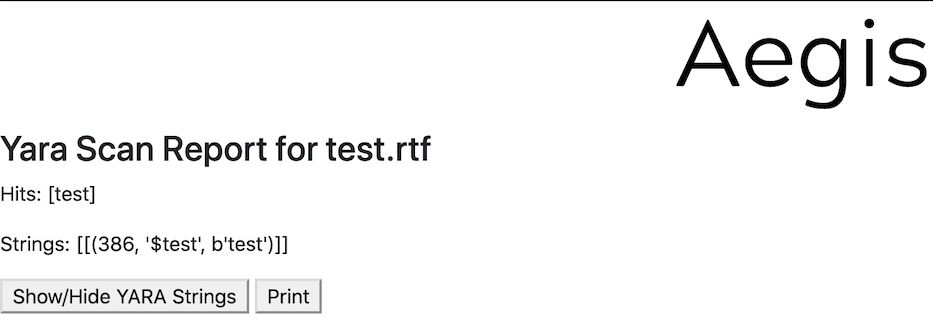 Aegis
Yara Scan Report for test.rtf
Hits: [test]
Strings: [[(386, '$test', b'test')]]
Show/Hide YARA Strings Print